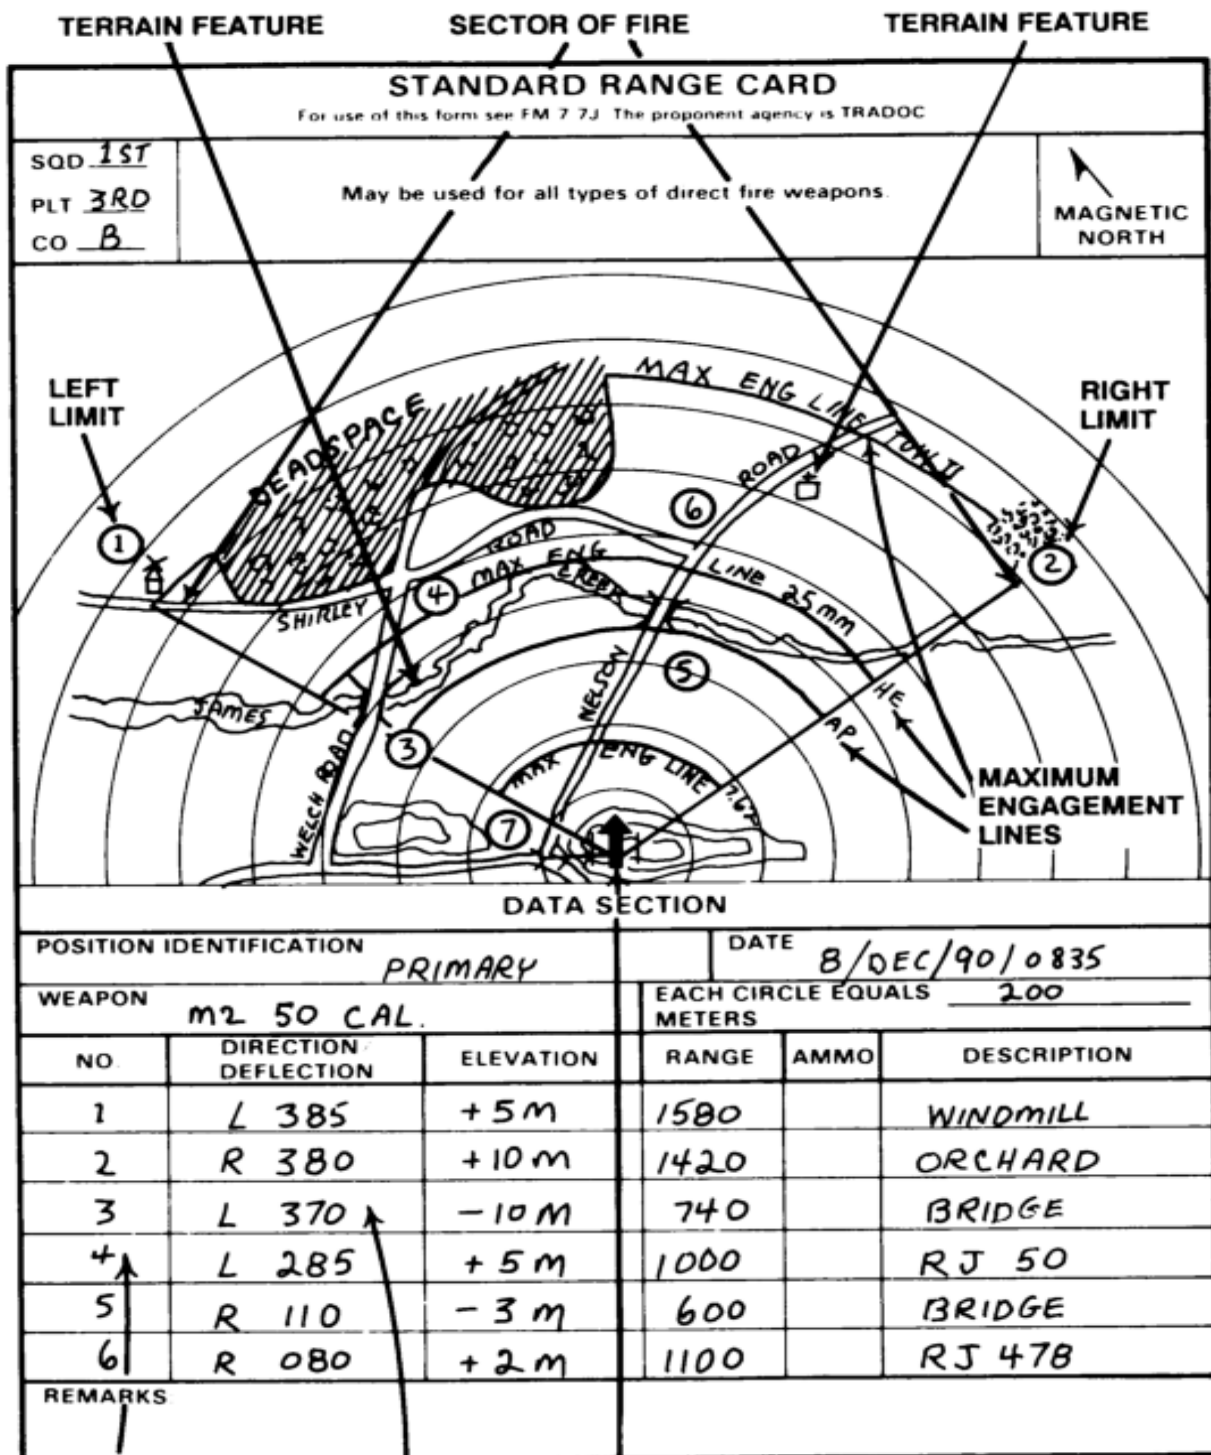 TERRAIN FEATURE SECTOR OF FIRE TERRAIN FEATURE
STANDARD RANGE CARD
For use of this form see FM 7 7J The proponent agency is TRADOC
SQD 1ST
PLT 3RD
CO B
May be used for all types of direct fire weapons.
MAGNETIC
NORTH
LEFT
LIMIT
RIGHT
LIMIT
DEADSPACE
MAX ENG LINE TOW II
ROAD
1
2
6
ROAD
MAX ENG LINE 25mm
4
SHIRLEY
CREEK
5
NELSON
JAMES
HE
AP
3
WELCH ROAD
MAX ENG LINE 7.62
7
MAXIMUM
ENGAGEMENT
LINES
DATA SECTION
POSITION IDENTIFICATION PRIMARY
DATE 8/DEC/90/0835
WEAPON M2 50 CAL.
EACH CIRCLE EQUALS 200
METERS
NO. DIRECTION/DEFLECTION ELEVATION RANGE AMMO DESCRIPTION
1 L 385 +5m 1580 WINDMILL
2 R 380 +10m 1420 ORCHARD
3 L 370 -10M 740 BRIDGE
4 L 285 +5m 1000 RJ 50
5 R 110 -3m 600 BRIDGE
6 R 080 +2m 1100 RJ 478
REMARKS